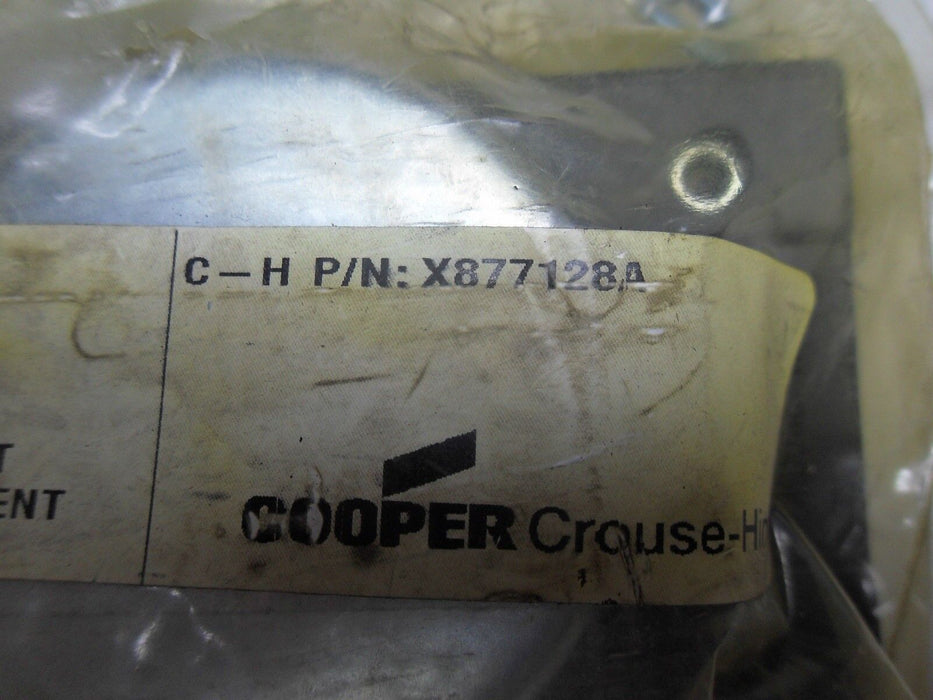 C-H P/N: X877128A
T
ENT
COOPER Crouse-Hin